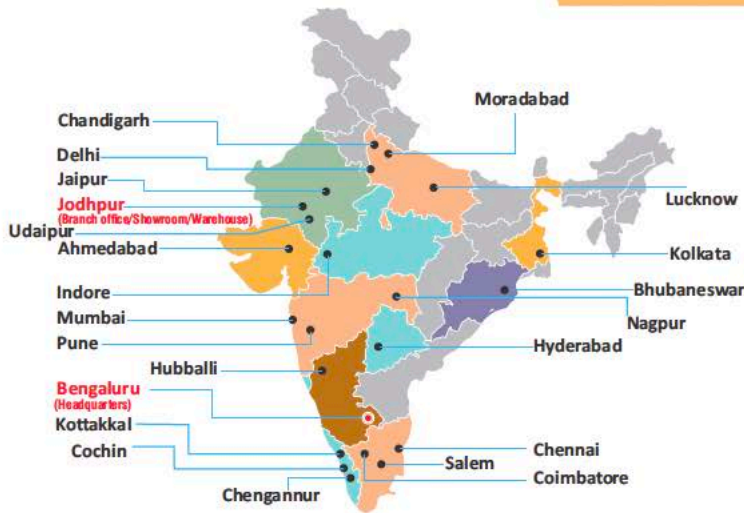 Moradabad
Chandigarh
Delhi
Jaipur
Jodhpur
(Branch office/Showroom/Warehouse)
Lucknow
Udaipur
Ahmedabad
Kolkata
Indore
Bhubaneswar
Mumbai
Nagpur
Pune
Hyderabad
Hubballi
Bengaluru
(Headquarters)
Kottakkal
Cochin
Chennai
Salem
Coimbatore
Chengannur